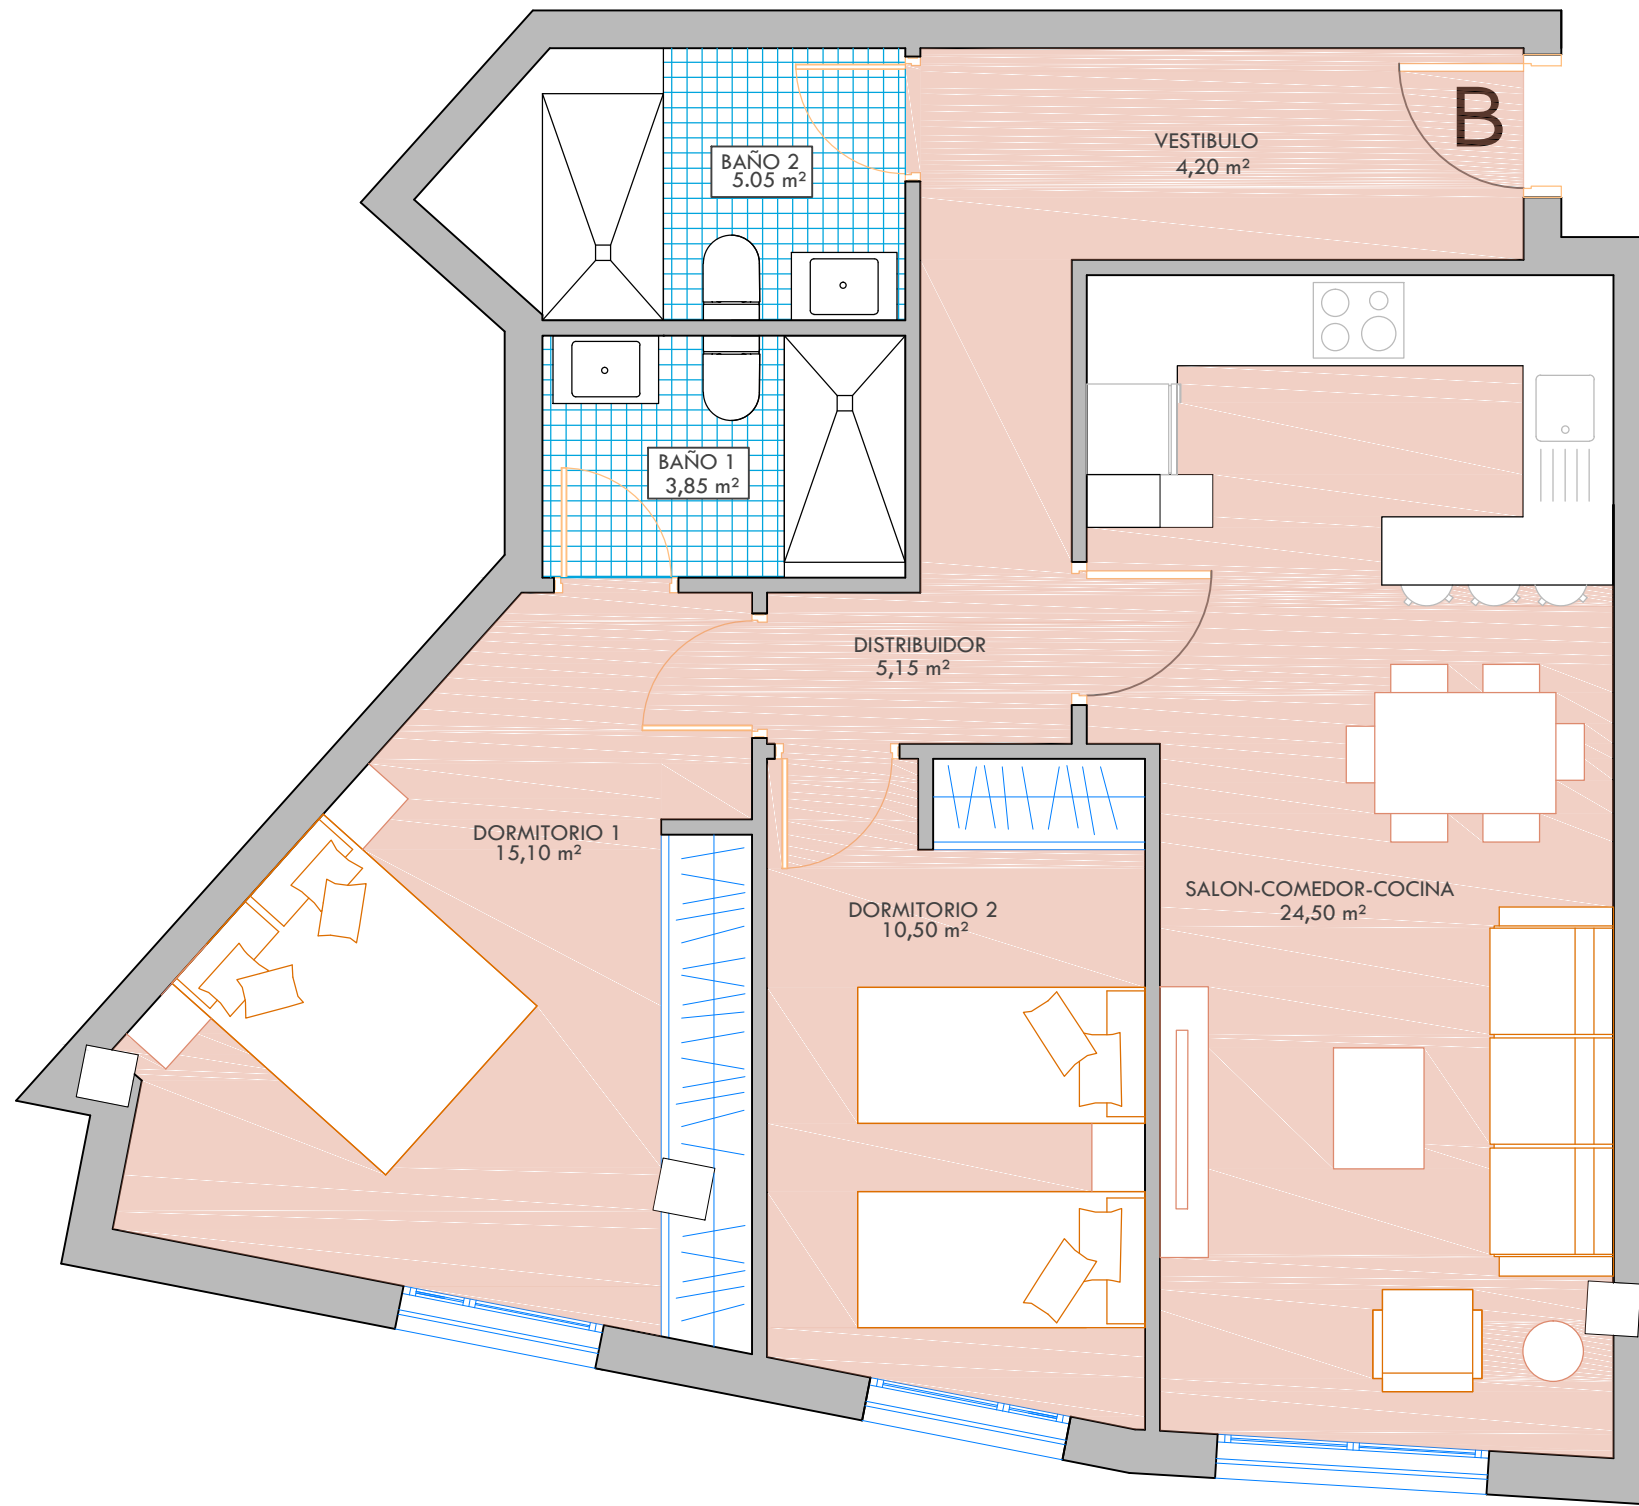 B
VESTIBULO
4,20 m²
BAÑO 2
5.05 m²
BAÑO 1
3,85 m²
DISTRIBUIDOR
5,15 m²
DORMITORIO 1
15,10 m²
DORMITORIO 2
10,50 m²
SALON-COMEDOR-COCINA
24,50 m²